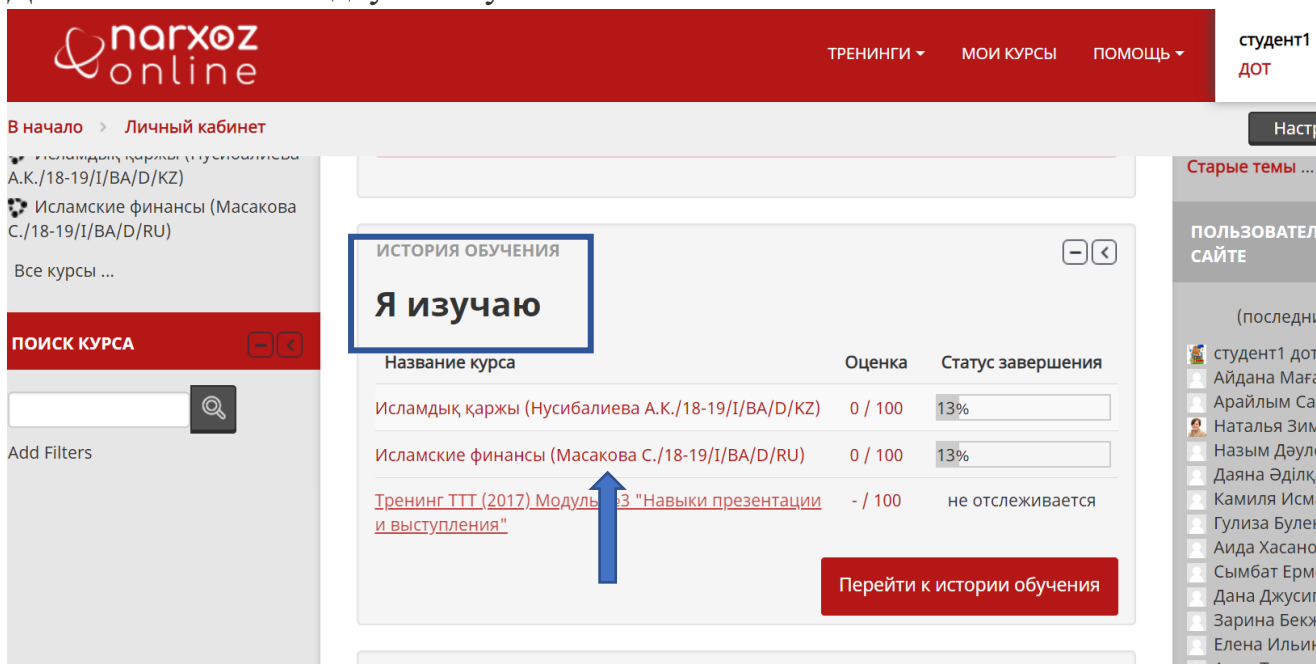 narxoz
online
ТРЕНИНГИ МОИ КУРСЫ ПОМОЩЬ
студент1
ДОТ
В начало > Личный кабинет
А.К./18-19/I/BA/D/KZ)
Исламские финансы (Масакова
С./18-19/I/BA/D/RU)
Все курсы ...
ПОИСК КУРСА
Add Filters
ИСТОРИЯ ОБУЧЕНИЯ
Я изучаю
Название курса Оценка Статус завершения
Исламдық қаржы (Нусибалиева А.К./18-19/I/BA/D/KZ) 0 / 100 13%
Исламские финансы (Масакова С./18-19/I/BA/D/RU) 0 / 100 13%
Тренинг ТТТ (2017) Модуль №3 "Навыки презентации - / 100 не отслеживается
и выступления"
Перейти к истории обучения
Старые темы ...
САЙТЕ
студент1 дот
Айдана
Арайлым
Наталья
Назым
Даяна
Камиля
Гулиза
Аида
Сымбат
Дана
Зарина
Елена